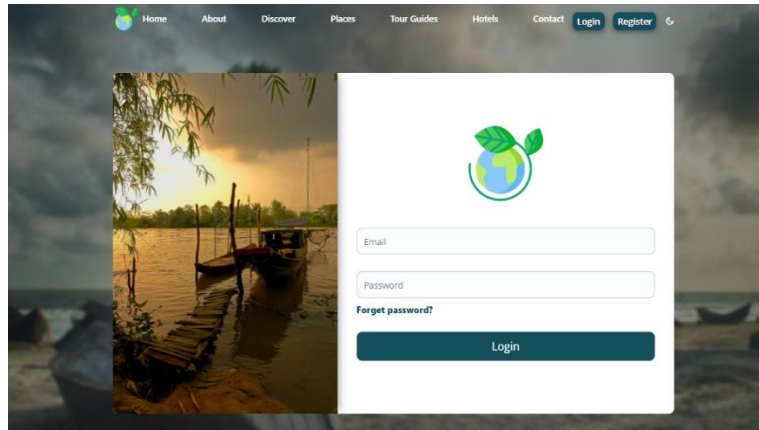 Home About Discover Places Tour Guides Hotels Contact Login Register
Email
Password
Forget password?
Login